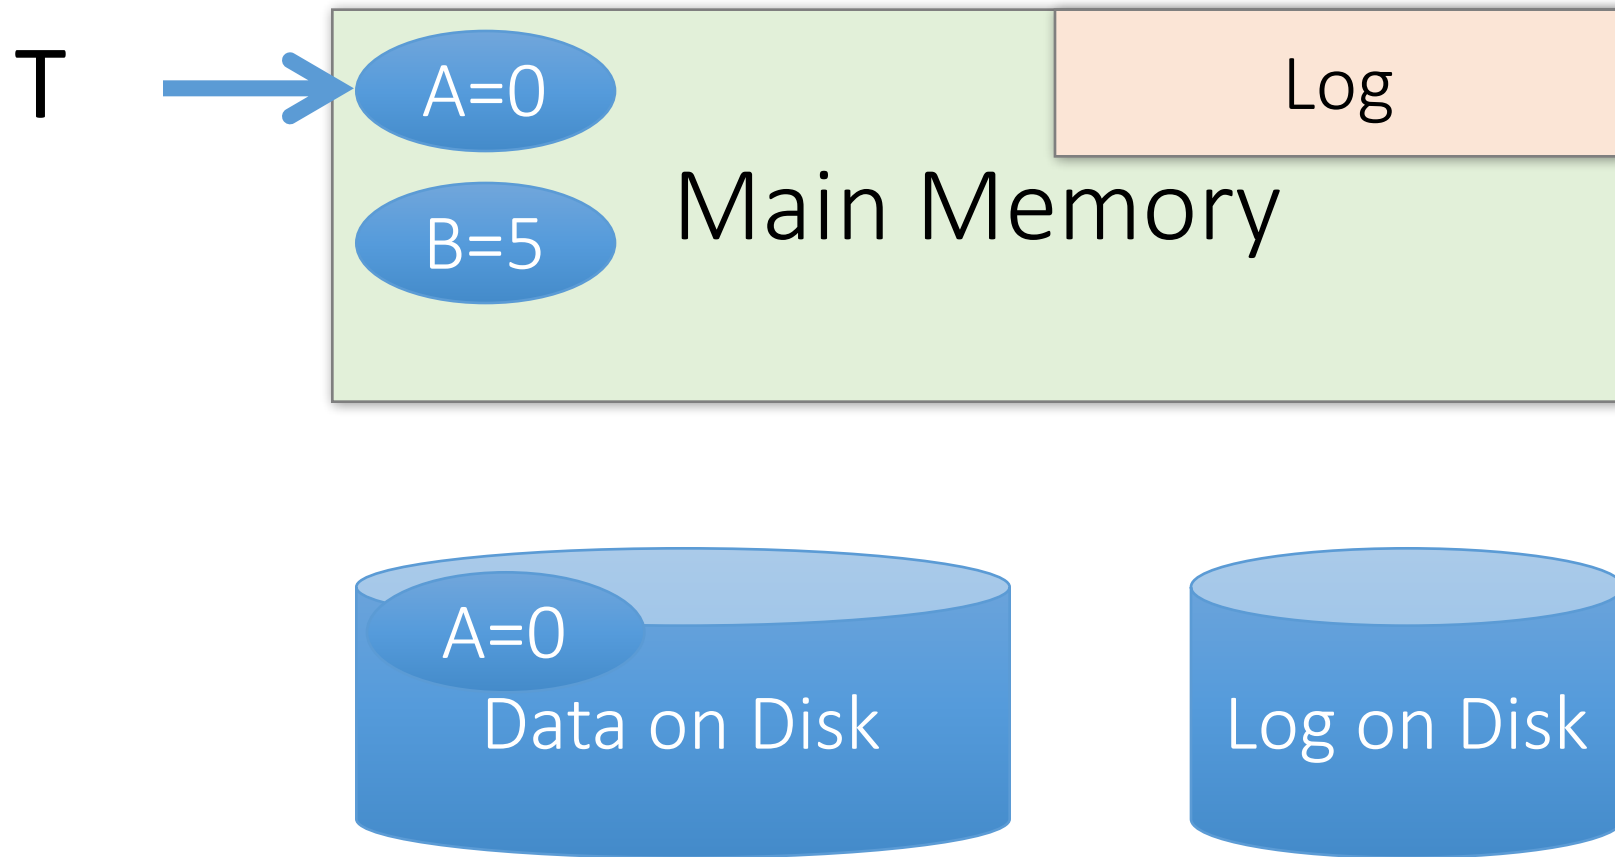 T
A=0
Log
B=5
Main Memory
A=0
Data on Disk
Log on Disk